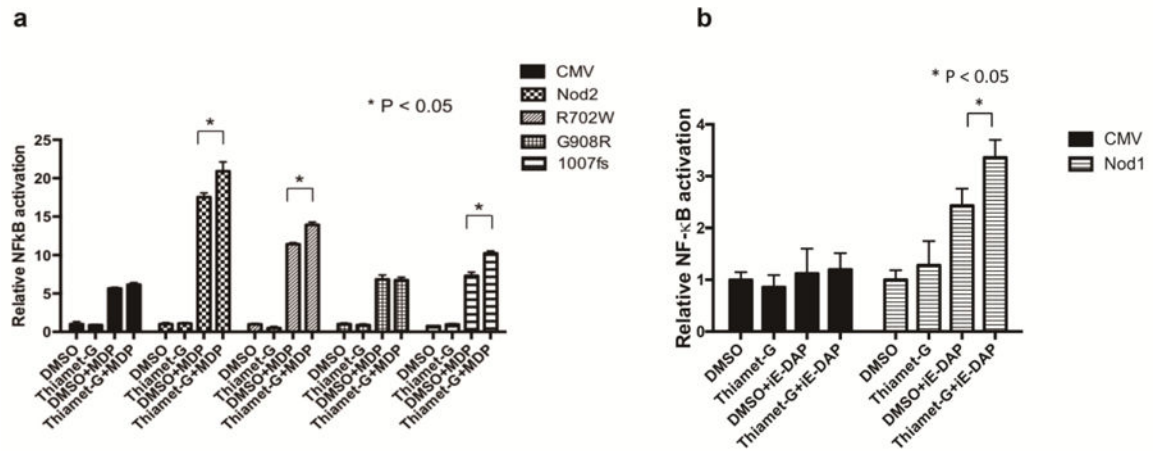 a
CMV
Nod2
R702W
G908R
1007fs
* P < 0.05
Relative NFkB activation
25
20
15
10
5
0
*
*
*
DMSO
Thiamet-G
DMSO+MDP
Thiamet-G+MDP
DMSO
Thiamet-G
DMSO+MDP
Thiamet-G+MDP
DMSO
Thiamet-G
DMSO+MDP
Thiamet-G+MDP
DMSO
Thiamet-G
DMSO+MDP
Thiamet-G+MDP
DMSO
Thiamet-G
DMSO+MDP
Thiamet-G+MDP
b
* P < 0.05
*
CMV
Nod1
Relative NF-κB activation
4
3
2
1
0
DMSO
Thiamet-G
DMSO+iE-DAP
Thiamet-G+iE-DAP
DMSO
Thiamet-G
DMSO+iE-DAP
Thiamet-G+iE-DAP